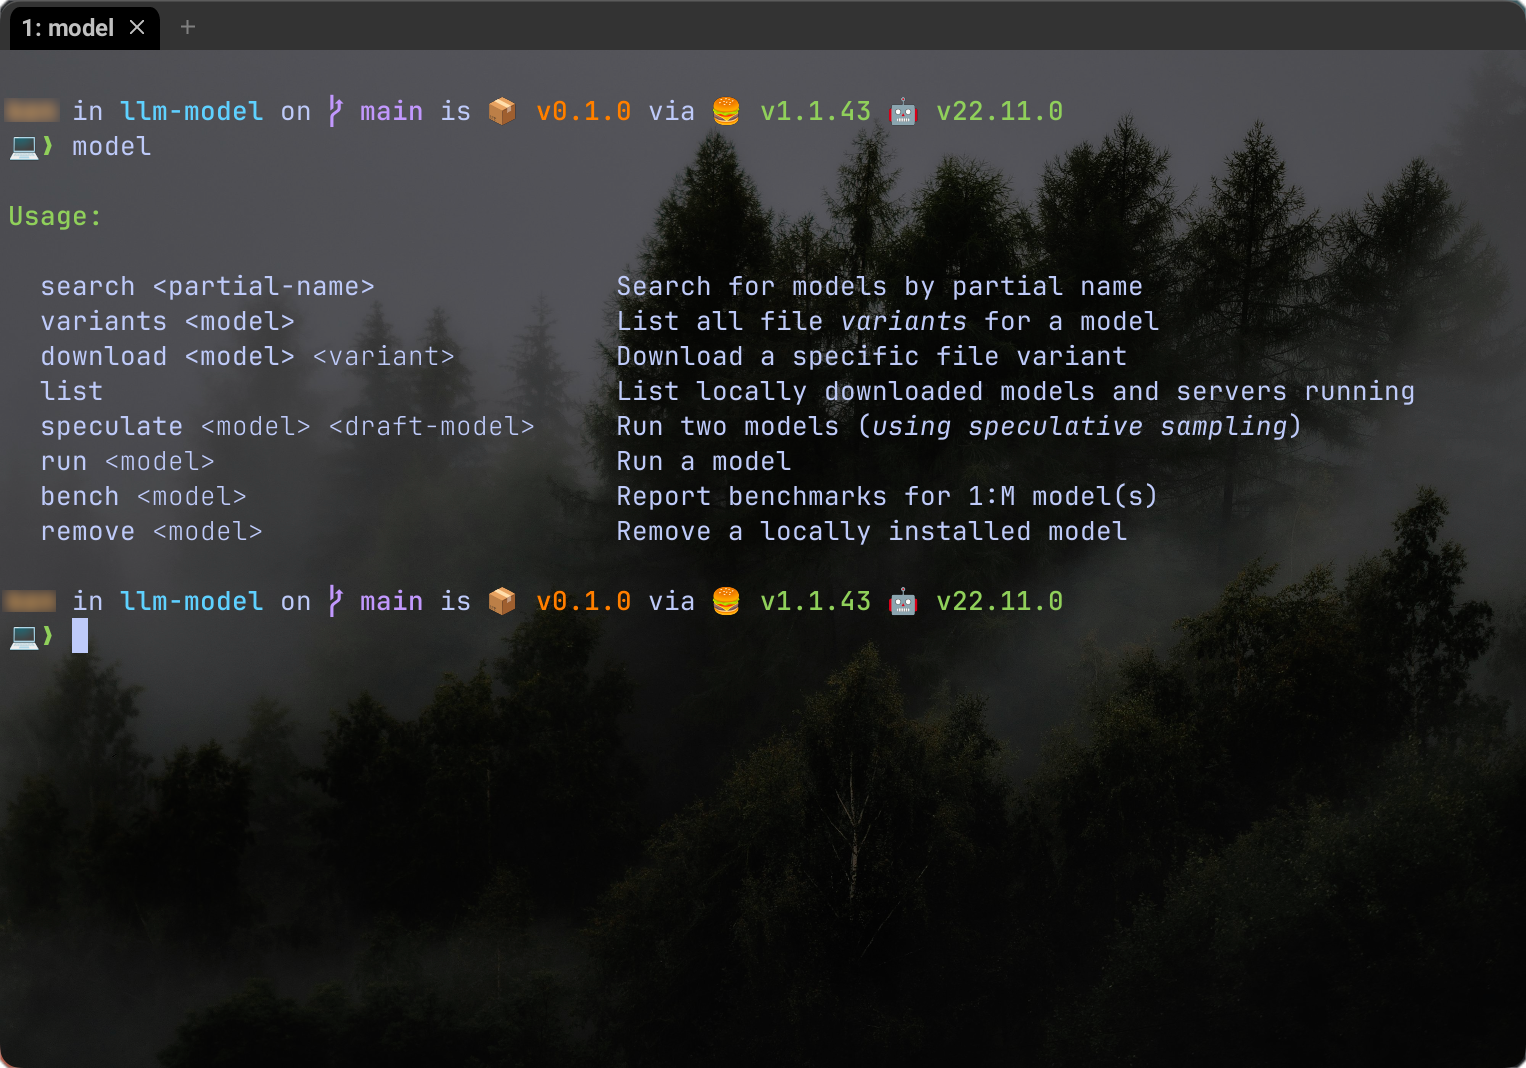 1: model
in llm-model on main is 📦 v0.1.0 via 🍔 v1.1.43 🤖 v22.11.0
💻❱ model
Usage:
search <partial-name> Search for models by partial name
variants <model> List all file variants for a model
download <model> <variant> Download a specific file variant
list List locally downloaded models and servers running
speculate <model> <draft-model> Run two models (using speculative sampling)
run <model> Run a model
bench <model> Report benchmarks for 1:M model(s)
remove <model> Remove a locally installed model
in llm-model on main is 📦 v0.1.0 via 🍔 v1.1.43 🤖 v22.11.0
💻❱